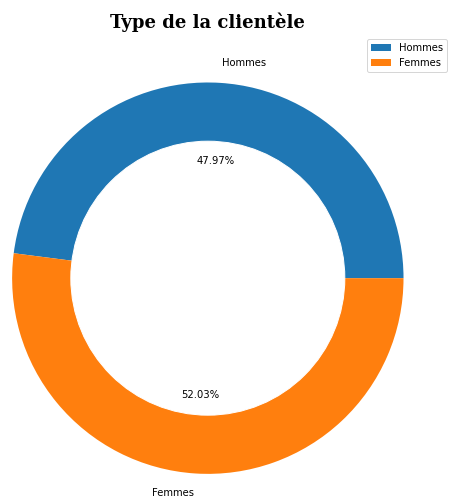 Type de la clientèle
Hommes
Femmes
Hommes
47.97%
52.03%
Femmes